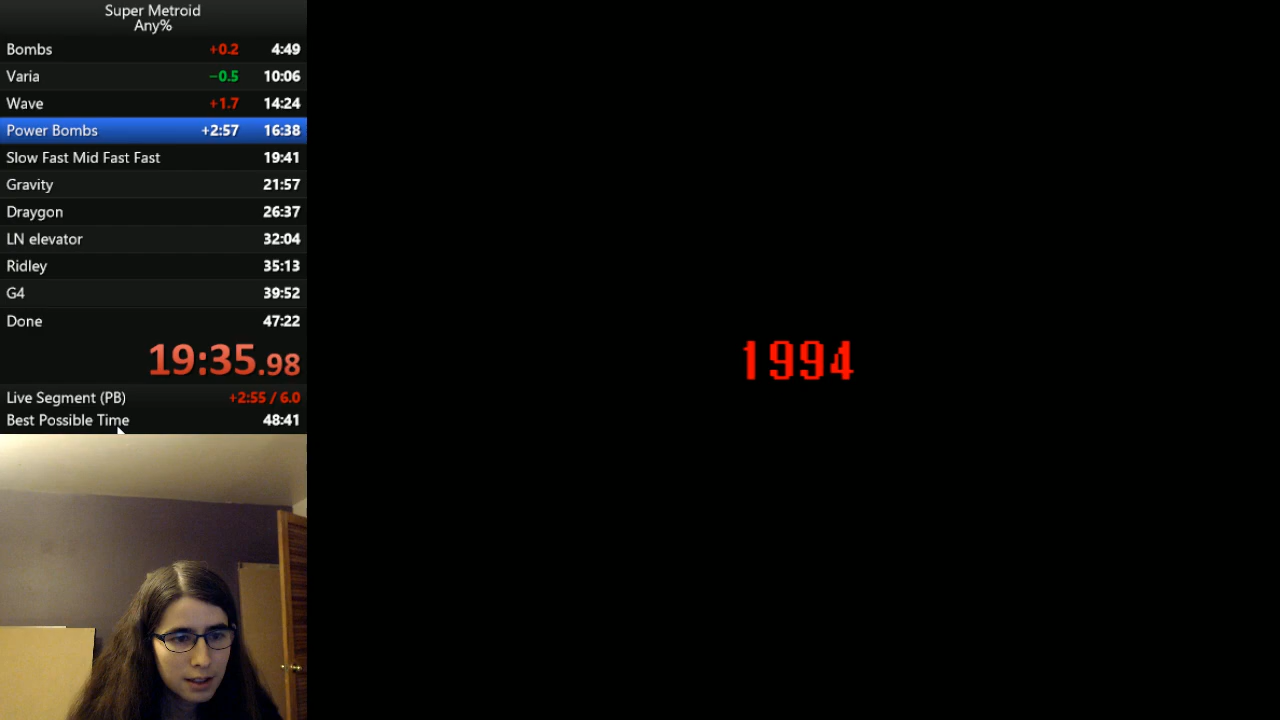 Super Metroid
Any%
Bombs +0.2 4:49
Varia −0.5 10:06
Wave +1.7 14:24
Power Bombs +2:57 16:38
Slow Fast Mid Fast Fast 19:41
Gravity 21:57
Draygon 26:37
LN elevator 32:04
Ridley 35:13
G4 39:52
Done 47:22
19:35.98
Live Segment (PB) +2:55 / 6.0
Best Possible Time 48:41
1994